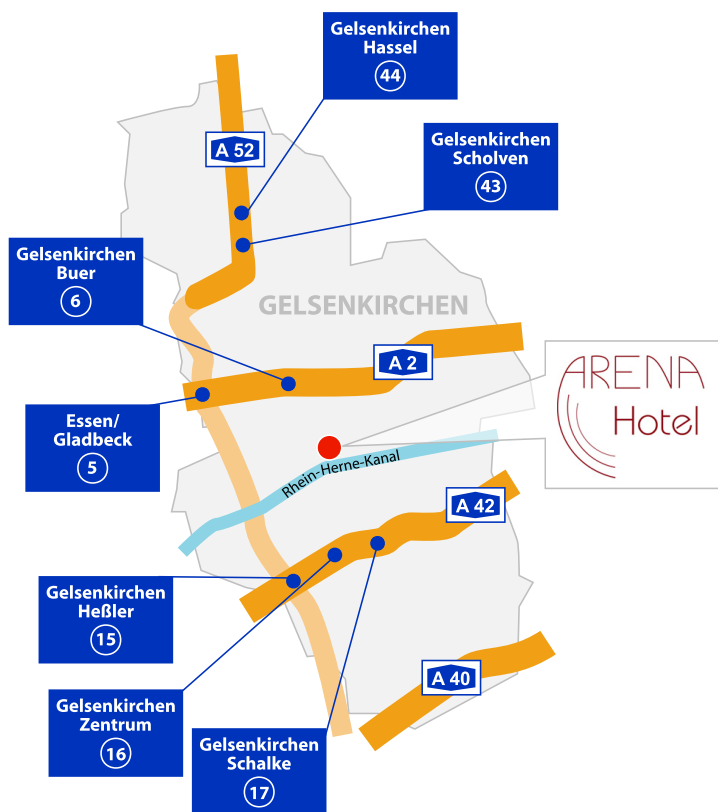 Gelsenkirchen
Hassel
44
A 52
Gelsenkirchen
Scholven
43
Gelsenkirchen
Buer
6
GELSENKIRCHEN
A 2
ARENA
Hotel
Essen/
Gladbeck
5
Rhein-Herne-Kanal
A 42
Gelsenkirchen
Heßler
15
A 40
Gelsenkirchen
Zentrum
16
Gelsenkirchen
Schalke
17